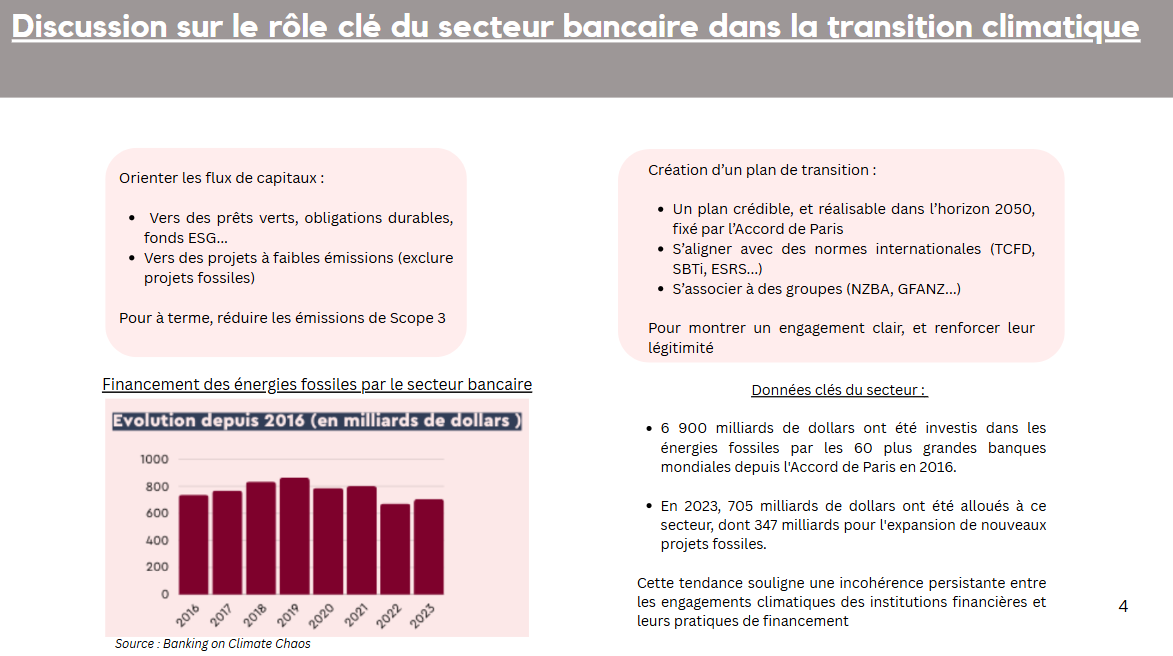 Discussion sur le rôle clé du secteur bancaire dans la transition climatique
Orienter les flux de capitaux :
• Vers des prêts verts, obligations durables,
fonds ESG...
• Vers des projets à faibles émissions (exclure
projets fossiles)
Pour à terme, réduire les émissions de Scope 3
Création d'un plan de transition :
• Un plan crédible, et réalisable dans l'horizon 2050,
fixé par l'Accord de Paris
• S'aligner avec des normes internationales (TCFD,
SBTi, ESRS...)
• S'associer à des groupes (NZBA, GFANZ...)
Pour montrer un engagement clair, et renforcer leur
légitimité
Financement des énergies fossiles par le secteur bancaire
Evolution depuis 2016 (en milliards de dollars )
1000
800
600
400
200
0
2016
2017
2018
2019
2020
2021
2022
2023
Source : Banking on Climate Chaos
Données clés du secteur :
• 6 900 milliards de dollars ont été investis dans les
énergies fossiles par les 60 plus grandes banques
mondiales depuis l'Accord de Paris en 2016.
• En 2023, 705 milliards de dollars ont été alloués à ce
secteur, dont 347 milliards pour l'expansion de nouveaux
projets fossiles.
Cette tendance souligne une incohérence persistante entre
les engagements climatiques des institutions financières et
leurs pratiques de financement
4